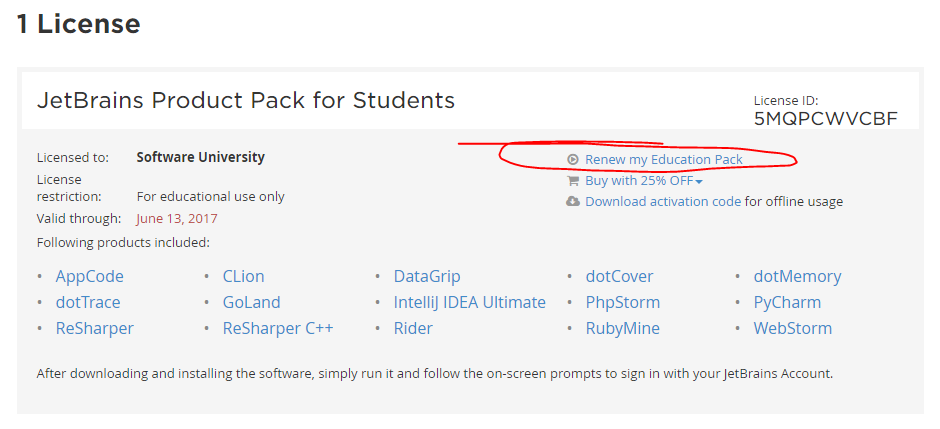 1 License
JetBrains Product Pack for Students
License ID:
5MQPCWVCBF
Licensed to: Software University
License restriction: For educational use only
Valid through: June 13, 2017
Renew my Education Pack
Buy with 25% OFF
Download activation code for offline usage
Following products included:
• AppCode • CLion • DataGrip • dotCover • dotMemory
• dotTrace • GoLand • IntelliJ IDEA Ultimate • PhpStorm • PyCharm
• ReSharper • ReSharper C++ • Rider • RubyMine • WebStorm
After downloading and installing the software, simply run it and follow the on-screen prompts to sign in with your JetBrains Account.